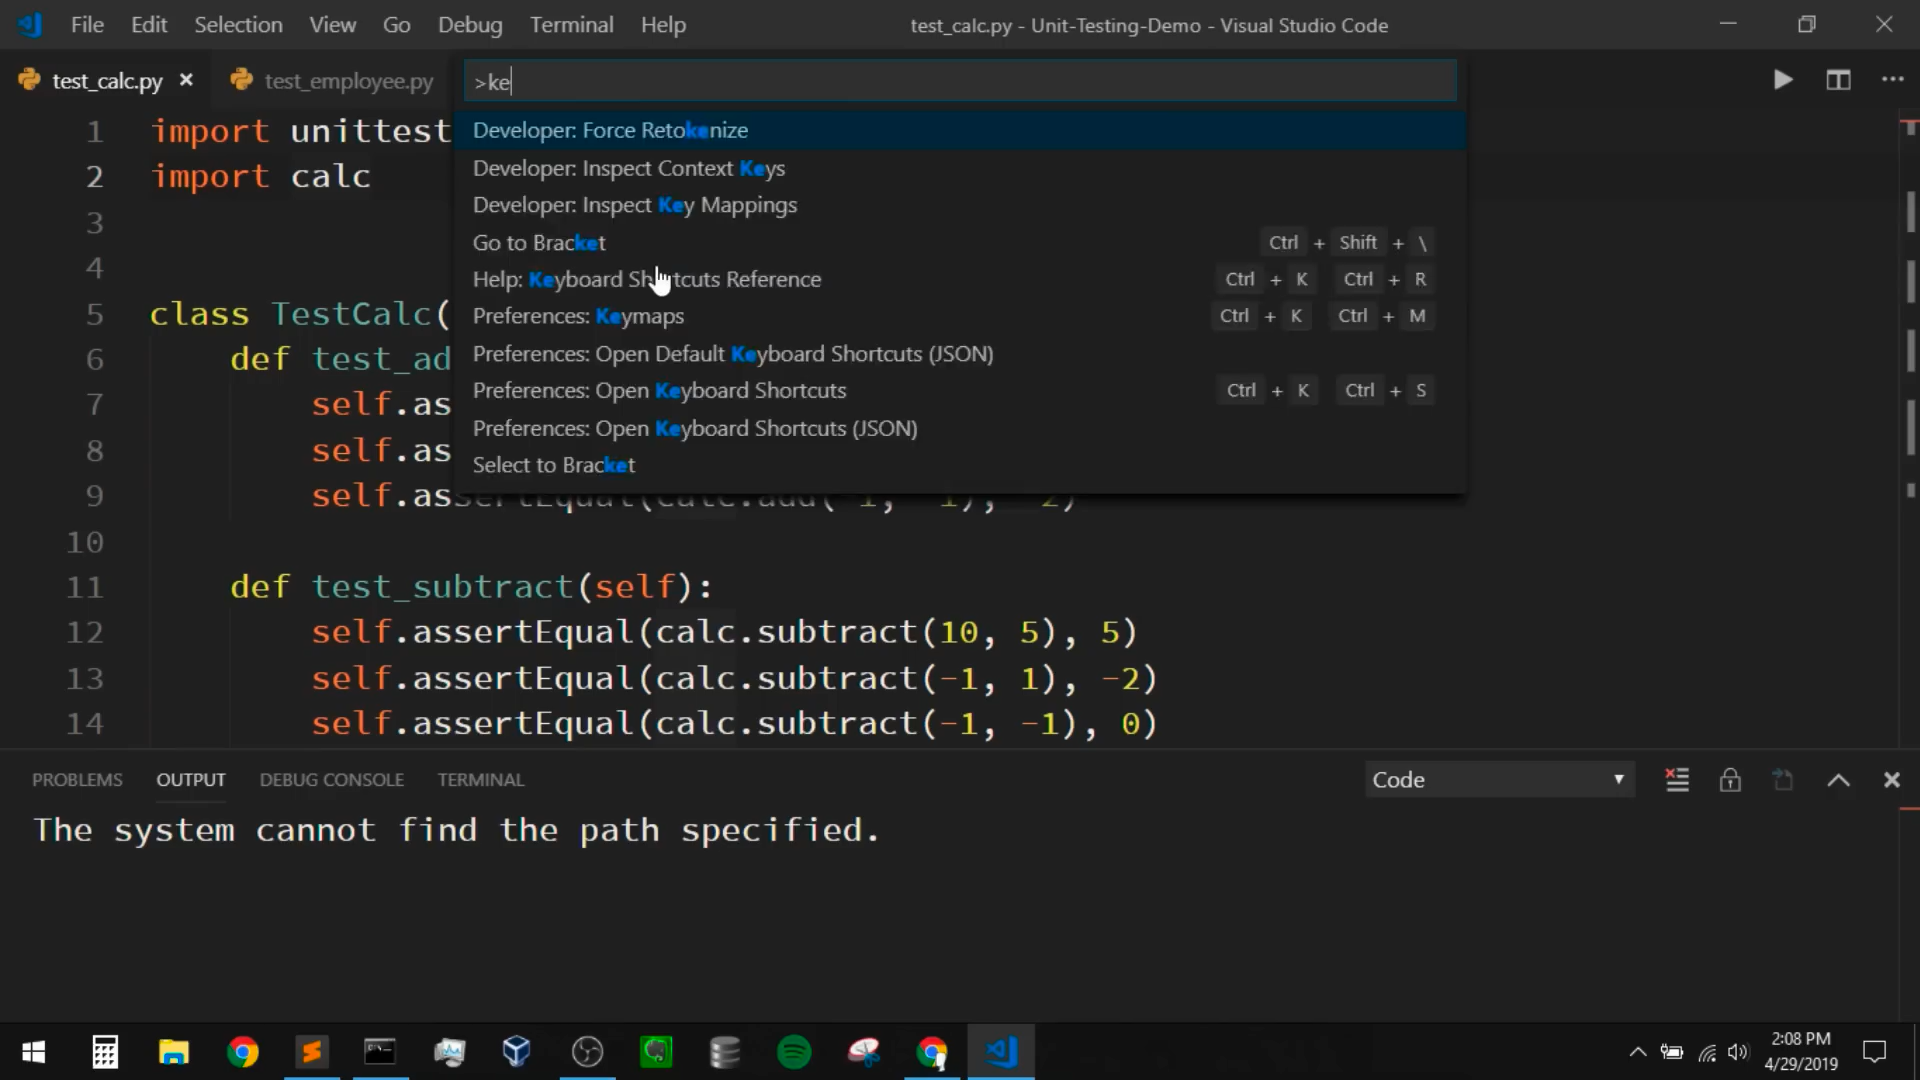 File Edit Selection View Go Debug Terminal Help test_calc.py - Unit-Testing-Demo - Visual Studio Code
test_calc.py test_employee.py
>ke
Developer: Force Retokenize
Developer: Inspect Context Keys
Developer: Inspect Key Mappings
Go to Bracket Ctrl + Shift + \
Help: Keyboard Shortcuts Reference Ctrl + K Ctrl + R
Preferences: Keymaps Ctrl + K Ctrl + M
Preferences: Open Default Keyboard Shortcuts (JSON)
Preferences: Open Keyboard Shortcuts Ctrl + K Ctrl + S
Preferences: Open Keyboard Shortcuts (JSON)
Select to Bracket
1 import unittest
2 import calc
3
4
5 class TestCalc(
6 def test_ad
7 self.as
8 self.as
9 self.assertEqual(calc.add(-1, -1), -2)
10
11 def test_subtract(self):
12 self.assertEqual(calc.subtract(10, 5), 5)
13 self.assertEqual(calc.subtract(-1, 1), -2)
14 self.assertEqual(calc.subtract(-1, -1), 0)
PROBLEMS OUTPUT DEBUG CONSOLE TERMINAL Code
The system cannot find the path specified.
2:08 PM
4/29/2019